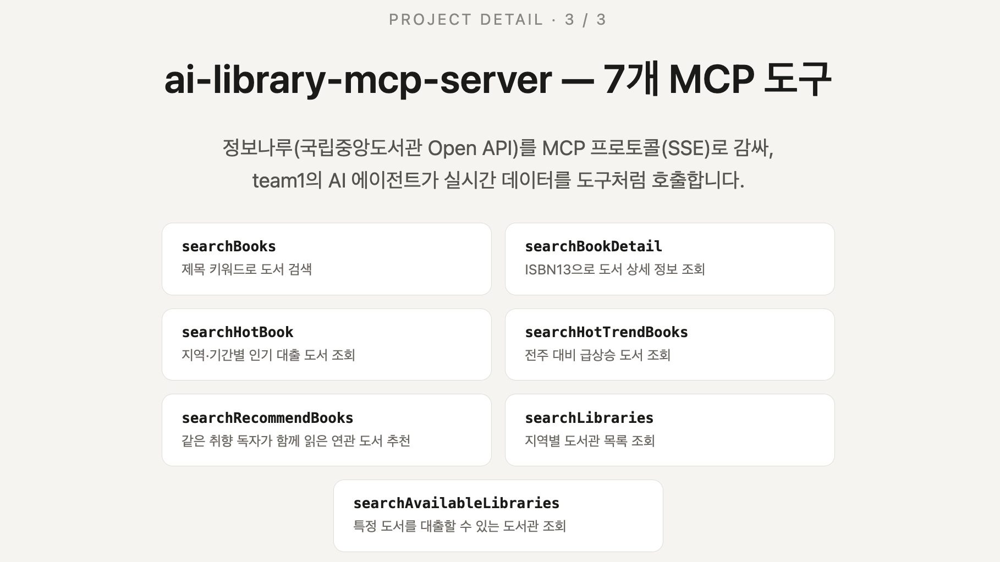 PROJECT DETAIL · 3 / 3
ai-library-mcp-server — 7개 MCP 도구
정보나루(국립중앙도서관 Open API)를 MCP 프로토콜(SSE)로 감싸,
team1의 AI 에이전트가 실시간 데이터를 도구처럼 호출합니다.
searchBooks
제목 키워드로 도서 검색
searchBookDetail
ISBN13으로 도서 상세 정보 조회
searchHotBook
지역·기간별 인기 대출 도서 조회
searchHotTrendBooks
전주 대비 급상승 도서 조회
searchRecommendBooks
같은 취향 독자가 함께 읽은 연관 도서 추천
searchLibraries
지역별 도서관 목록 조회
searchAvailableLibraries
특정 도서를 대출할 수 있는 도서관 조회